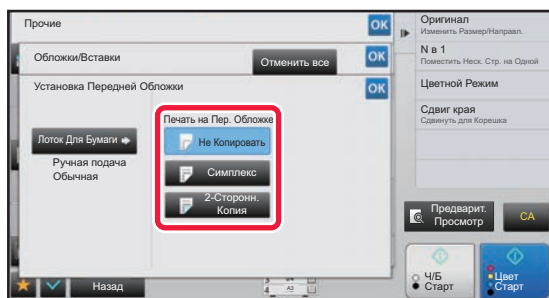 Прочие
OK
Обложки/Вставки
Отменить все
OK
Установка Передней Обложки
OK
Лоток Для Бумаги
Ручная подача
Обычная
Печать на Пер. Обложке
Не Копировать
Симплекс
2-Сторонн.
Копия
Назад
A3
4
Оригинал
Изменить Размер/Направл.
N в 1
Поместить Неск. Стр. на Одной
Цветной Режим
Сдвиг края
Сдвинуть для Корешка
Предварит.
Просмотр
CA
Ч/Б
Старт
Цвет
Старт